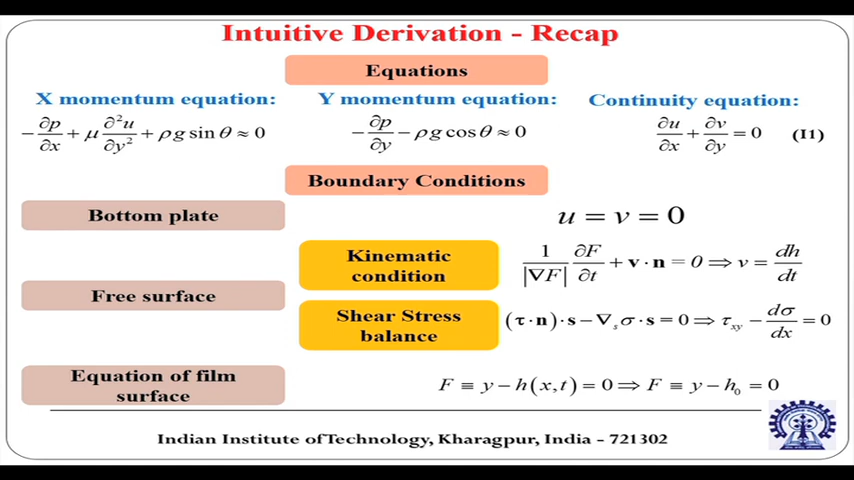 Intuitive Derivation - Recap
Equations
X momentum equation:
Y momentum equation:
Continuity equation:
−∂p/∂x + μ ∂²u/∂y² + ρg sin θ ≈ 0
−∂p/∂y − ρg cos θ ≈ 0
∂u/∂x + ∂v/∂y = 0 (I1)
Boundary Conditions
Bottom plate
u = v = 0
Free surface
Kinematic
condition
1/|∇F| ∂F/∂t + v · n = 0 ⇒ v = dh/dt
Shear Stress
balance
(τ · n) · s − ∇ₛσ · s = 0 ⇒ τ_xy − dσ/dx = 0
Equation of film
surface
F ≡ y − h(x, t) = 0 ⇒ F ≡ y − h₀ = 0
Indian Institute of Technology, Kharagpur, India - 721302